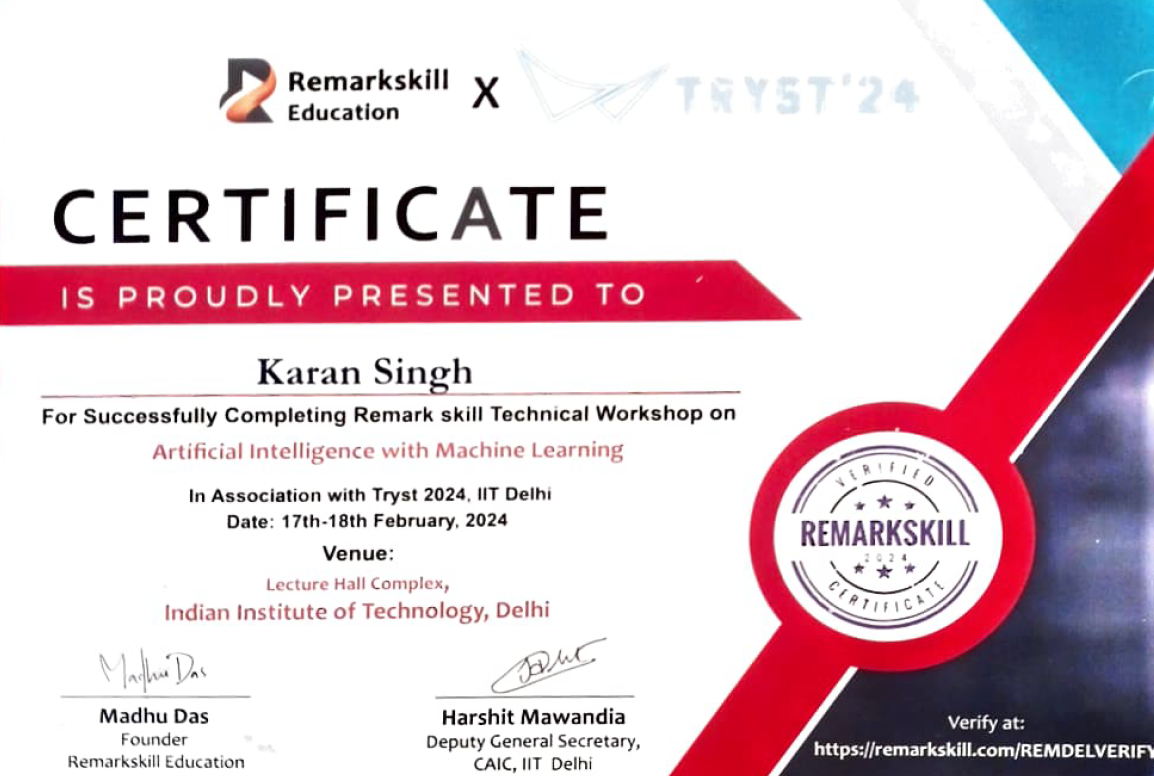 Remarkskill
Education
X
TRYST'24
CERTIFICATE
IS PROUDLY PRESENTED TO
Karan Singh
For Successfully Completing Remark skill Technical Workshop on
Artificial Intelligence with Machine Learning
In Association with Tryst 2024, IIT Delhi
Date: 17th-18th February, 2024
Venue:
Lecture Hall Complex,
Indian Institute of Technology, Delhi
VERIFIED
REMARKSKILL
2024
CERTIFICATE
Madhu Das
Madhu Das
Founder
Remarkskill Education
Harshit Mawandia
Deputy General Secretary,
CAIC, IIT Delhi
Verify at:
https://remarkskill.com/REMDELVERIFY